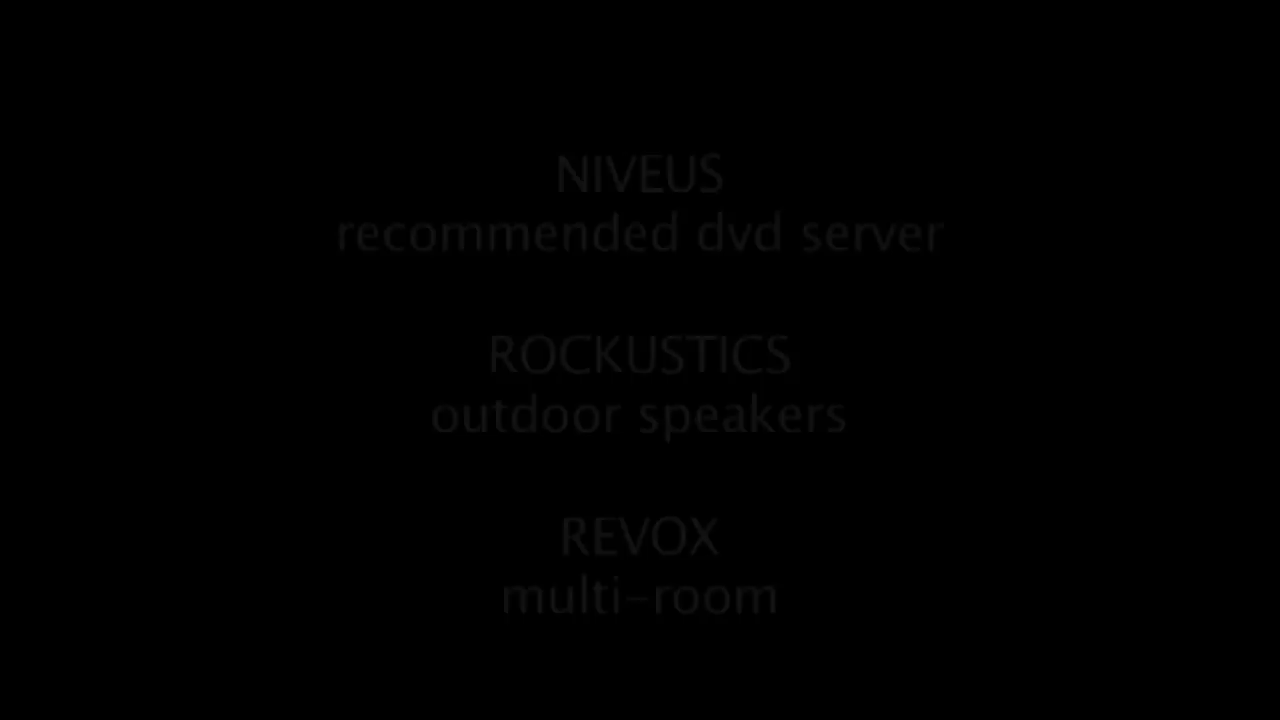 NIVEUS
recommended dvd server
ROCKUSTICS
outdoor speakers
REVOX
multi-room